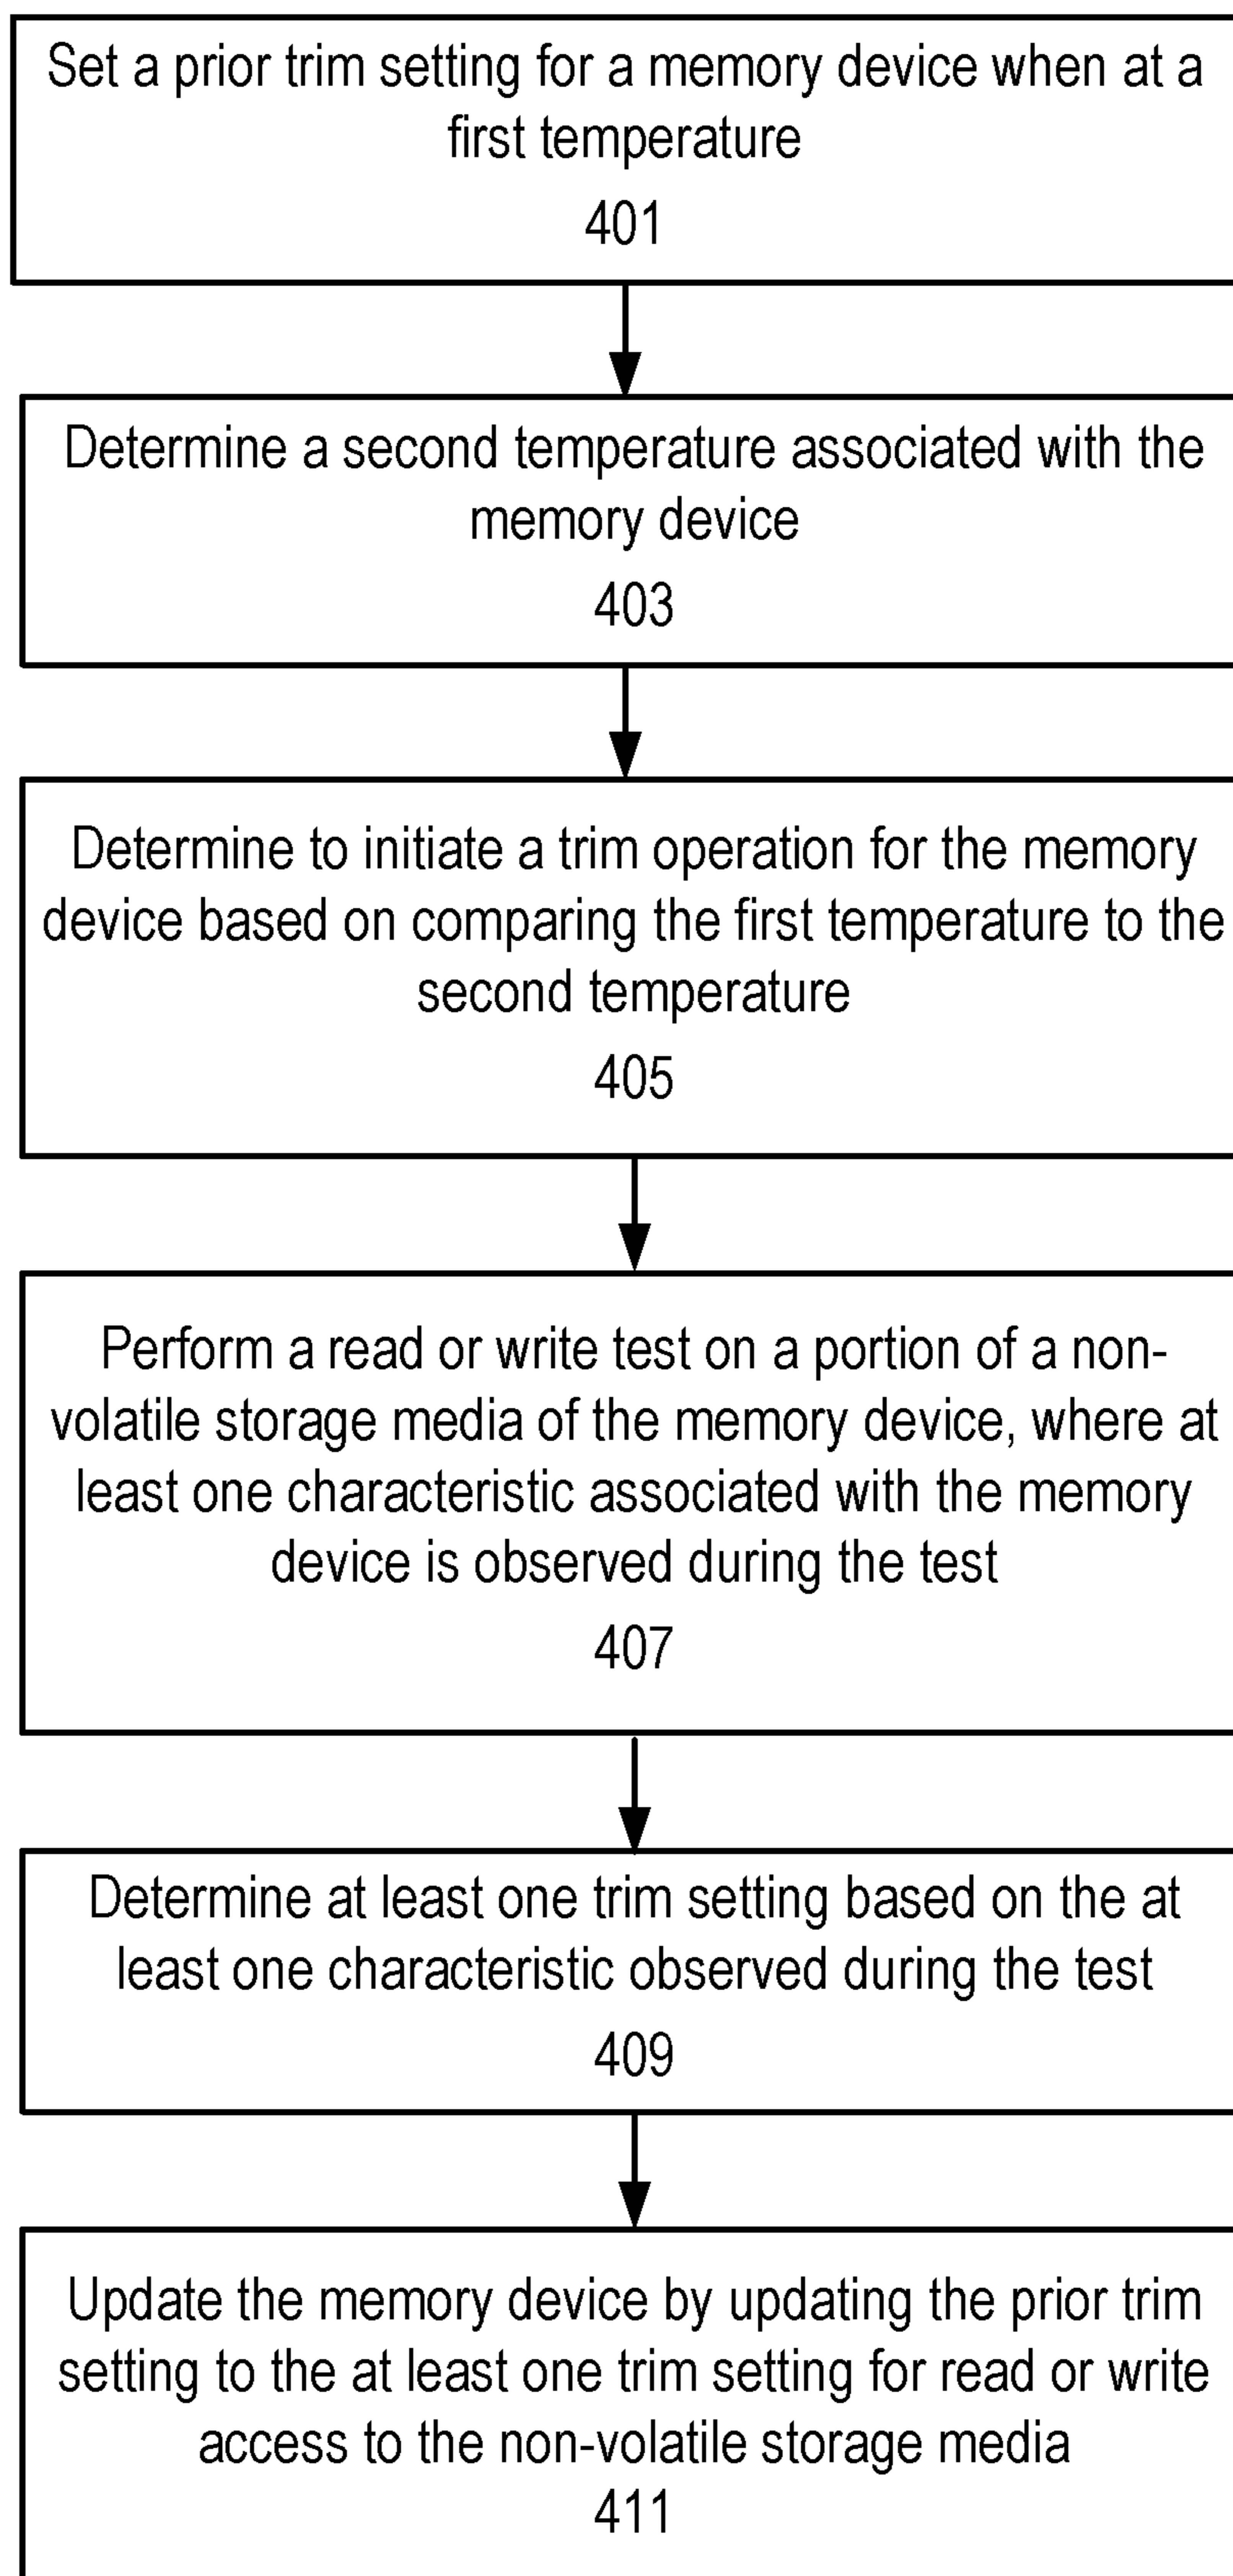 Set a prior trim setting for a memory device when at a
first temperature
401
Determine a second temperature associated with the
memory device
403
Determine to initiate a trim operation for the memory
device based on comparing the first temperature to the
second temperature
405
Perform a read or write test on a portion of a non-
volatile storage media of the memory device, where at
least one characteristic associated with the memory
device is observed during the test
407
Determine at least one trim setting based on the at
least one characteristic observed during the test
409
Update the memory device by updating the prior trim
setting to the at least one trim setting for read or write
access to the non-volatile storage media
411